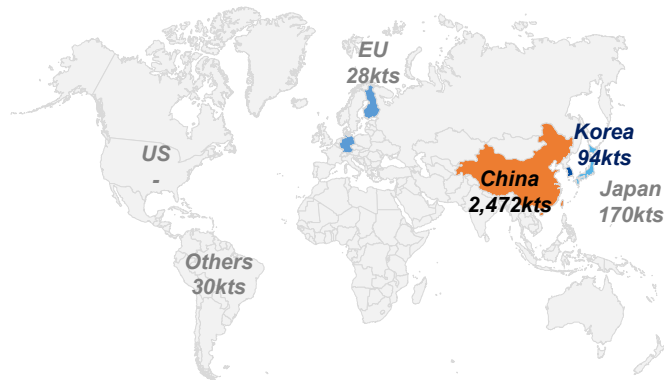 EU
28kts
US
-
Korea
94kts
China
2,472kts
Japan
170kts
Others
30kts